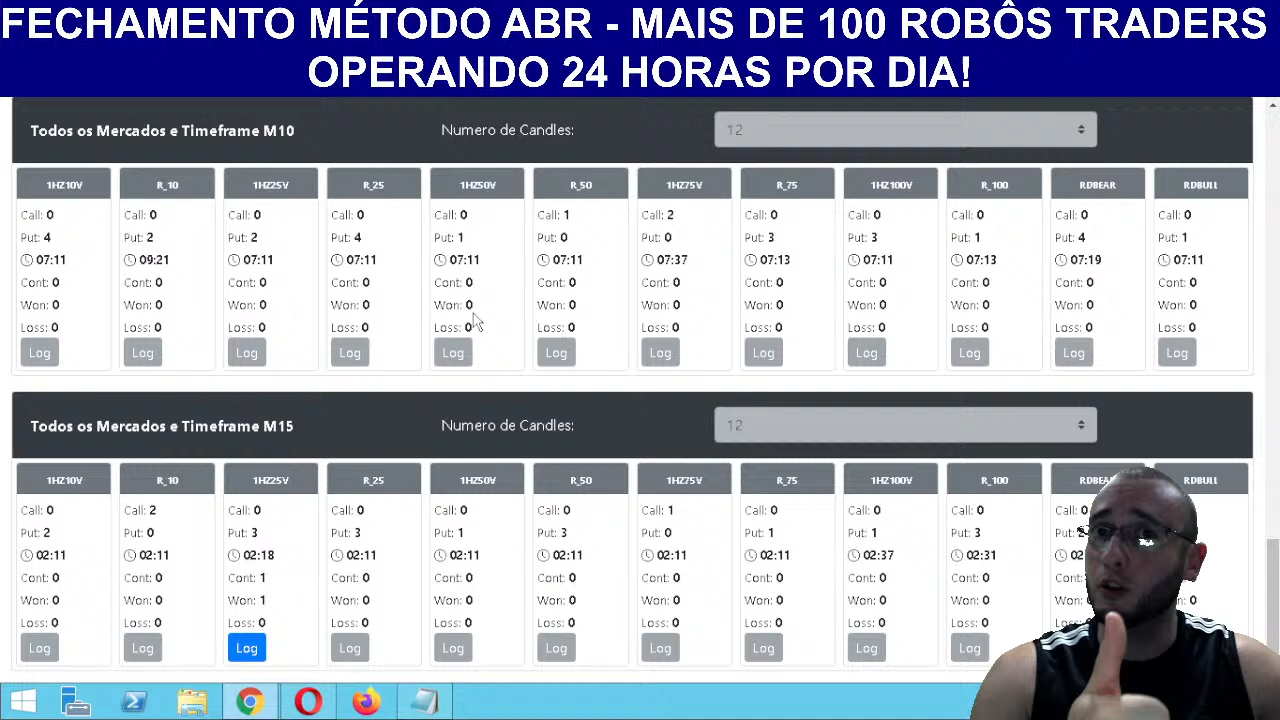 FECHAMENTO MÉTODO ABR - MAIS DE 100 ROBÔS TRADERS
OPERANDO 24 HORAS POR DIA!
Todos os Mercados e Timeframe M10 Numero de Candles: 12
1HZ10V R_10 1HZ25V R_25 1HZ50V R_50 1HZ75V R_75 1HZ100V R_100 RDBEAR RDBULL
Call: 0 Call: 0 Call: 0 Call: 0 Call: 0 Call: 1 Call: 2 Call: 0 Call: 0 Call: 0 Call: 0 Call: 0
Put: 4 Put: 2 Put: 2 Put: 4 Put: 1 Put: 0 Put: 0 Put: 3 Put: 3 Put: 1 Put: 4 Put: 1
07:11 09:21 07:11 07:11 07:11 07:11 07:37 07:13 07:11 07:13 07:19 07:11
Cont: 0 Cont: 0 Cont: 0 Cont: 0 Cont: 0 Cont: 0 Cont: 0 Cont: 0 Cont: 0 Cont: 0 Cont: 0 Cont: 0
Won: 0 Won: 0 Won: 0 Won: 0 Won: 0 Won: 0 Won: 0 Won: 0 Won: 0 Won: 0 Won: 0 Won: 0
Loss: 0 Loss: 0 Loss: 0 Loss: 0 Loss: 0 Loss: 0 Loss: 0 Loss: 0 Loss: 0 Loss: 0 Loss: 0 Loss: 0
Log Log Log Log Log Log Log Log Log Log Log Log
Todos os Mercados e Timeframe M15 Numero de Candles: 12
1HZ10V R_10 1HZ25V R_25 1HZ50V R_50 1HZ75V R_75 1HZ100V R_100 RDBULL
Call: 0 Call: 2 Call: 0 Call: 0 Call: 0 Call: 0 Call: 1 Call: 0 Call: 0 Call: 0 Call: 0 Call: 0
Put: 2 Put: 0 Put: 3 Put: 3 Put: 1 Put: 3 Put: 0 Put: 1 Put: 1 Put: 3 Put:
02:11 02:11 02:18 02:11 02:11 02:11 02:11 02:11 02:37 02:31
Cont: 0 Cont: 0 Cont: 1 Cont: 0 Cont: 0 Cont: 0 Cont: 0 Cont: 0 Cont: 0 Cont: 0
Won: 0 Won: 0 Won: 1 Won: 0 Won: 0 Won: 0 Won: 0 Won: 0 Won: 0 Won: 0
Loss: 0 Loss: 0 Loss: 0 Loss: 0 Loss: 0 Loss: 0 Loss: 0 Loss: 0 Loss: 0 Loss: 0
Log Log Log Log Log Log Log Log Log Log